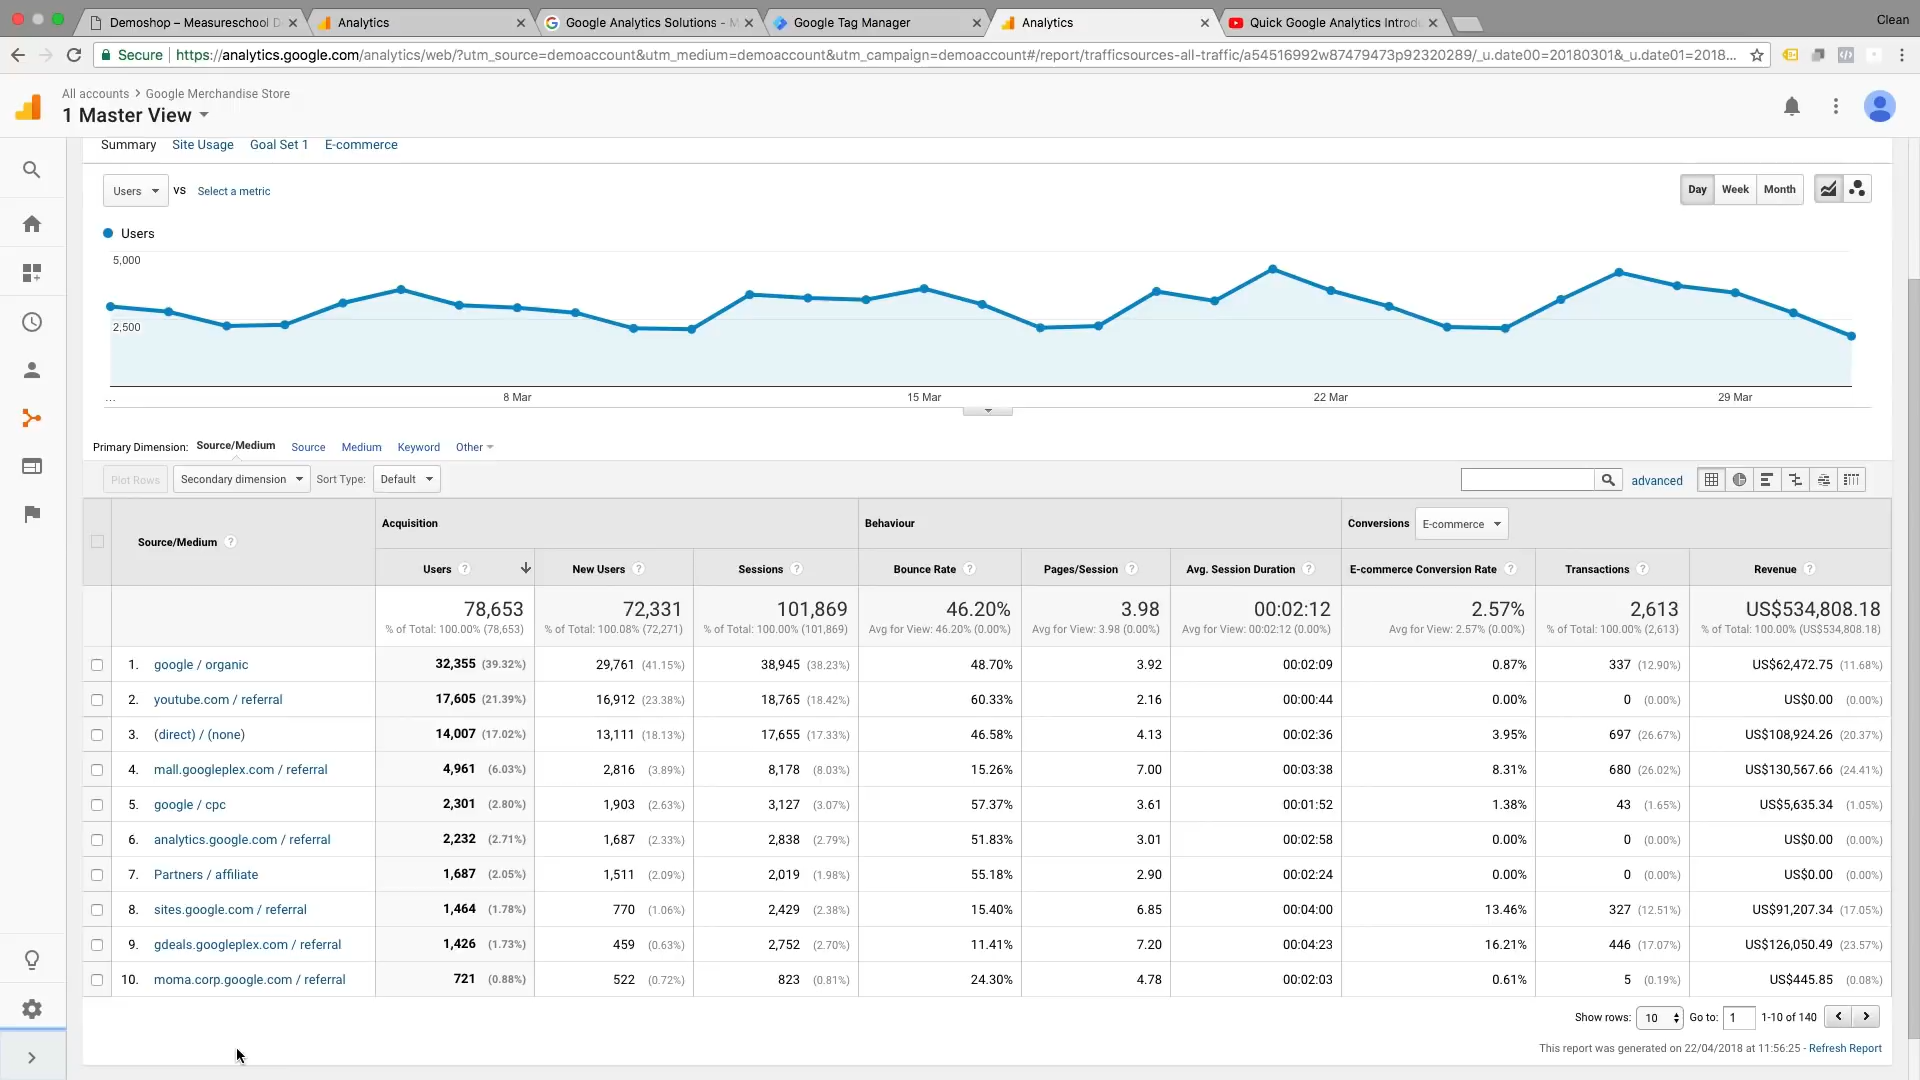 Demoshop – Measureschool D
Analytics
Google Analytics Solutions - M
Google Tag Manager
Analytics
Quick Google Analytics Introdu
Clean
Secure
https://analytics.google.com/analytics/web/?utm_source=demoaccount&utm_medium=demoaccount&utm_campaign=demoaccount#/report/trafficsources-all-traffic/a54516992w87479473p92320289/_u.date00=20180301&_u.date01=2018...
All accounts > Google Merchandise Store
1 Master View
Summary Site Usage Goal Set 1 E-commerce
Users vs Select a metric
Day Week Month
Users
5,000
2,500
... 8 Mar 15 Mar 22 Mar 29 Mar
Primary Dimension: Source/Medium Source Medium Keyword Other
Plot Rows Secondary dimension Sort Type: Default advanced
Source/Medium ? Acquisition Behaviour Conversions E-commerce
Users ? New Users ? Sessions ? Bounce Rate ? Pages/Session ? Avg. Session Duration ? E-commerce Conversion Rate ? Transactions ? Revenue ?
78,653 72,331 101,869 46.20% 3.98 00:02:12 2.57% 2,613 US$534,808.18
% of Total: 100.00% (78,653) % of Total: 100.08% (72,271) % of Total: 100.00% (101,869) Avg for View: 46.20% (0.00%) Avg for View: 3.98 (0.00%) Avg for View: 00:02:12 (0.00%) Avg for View: 2.57% (0.00%) % of Total: 100.00% (2,613) % of Total: 100.00% (US$534,808.18)
1. google / organic 32,355 (39.32%) 29,761 (41.15%) 38,945 (38.23%) 48.70% 3.92 00:02:09 0.87% 337 (12.90%) US$62,472.75 (11.68%)
2. youtube.com / referral 17,605 (21.39%) 16,912 (23.38%) 18,765 (18.42%) 60.33% 2.16 00:00:44 0.00% 0 (0.00%) US$0.00 (0.00%)
3. (direct) / (none) 14,007 (17.02%) 13,111 (18.13%) 17,655 (17.33%) 46.58% 4.13 00:02:36 3.95% 697 (26.67%) US$108,924.26 (20.37%)
4. mall.googleplex.com / referral 4,961 (6.03%) 2,816 (3.89%) 8,178 (8.03%) 15.26% 7.00 00:03:38 8.31% 680 (26.02%) US$130,567.66 (24.41%)
5. google / cpc 2,301 (2.80%) 1,903 (2.63%) 3,127 (3.07%) 57.37% 3.61 00:01:52 1.38% 43 (1.65%) US$5,635.34 (1.05%)
6. analytics.google.com / referral 2,232 (2.71%) 1,687 (2.33%) 2,838 (2.79%) 51.83% 3.01 00:02:58 0.00% 0 (0.00%) US$0.00 (0.00%)
7. Partners / affiliate 1,687 (2.05%) 1,511 (2.09%) 2,019 (1.98%) 55.18% 2.90 00:02:24 0.00% 0 (0.00%) US$0.00 (0.00%)
8. sites.google.com / referral 1,464 (1.78%) 770 (1.06%) 2,429 (2.38%) 15.40% 6.85 00:04:00 13.46% 327 (12.51%) US$91,207.34 (17.05%)
9. gdeals.googleplex.com / referral 1,426 (1.73%) 459 (0.63%) 2,752 (2.70%) 11.41% 7.20 00:04:23 16.21% 446 (17.07%) US$126,050.49 (23.57%)
10. moma.corp.google.com / referral 721 (0.88%) 522 (0.72%) 823 (0.81%) 24.30% 4.78 00:02:03 0.61% 5 (0.19%) US$445.85 (0.08%)
Show rows: 10 Go to: 1 1-10 of 140
This report was generated on 22/04/2018 at 11:56:25 - Refresh Report